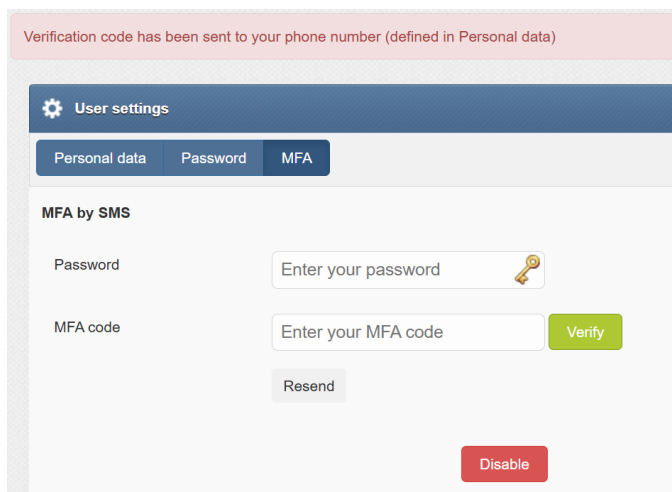 Verification code has been sent to your phone number (defined in Personal data)
User settings
Personal data Password MFA
MFA by SMS
Password Enter your password
MFA code Enter your MFA code Verify
Resend
Disable